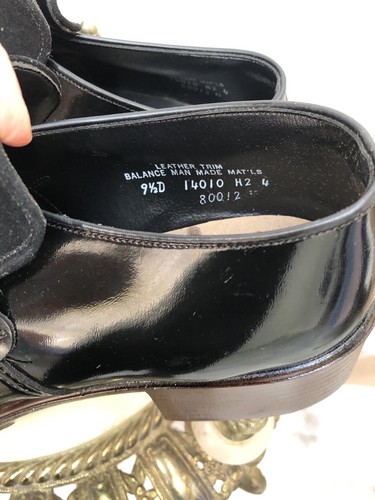 LEATHER TRIM
BALANCE MAN MADE MAT'LS
9½D 14010 H2 4
80012